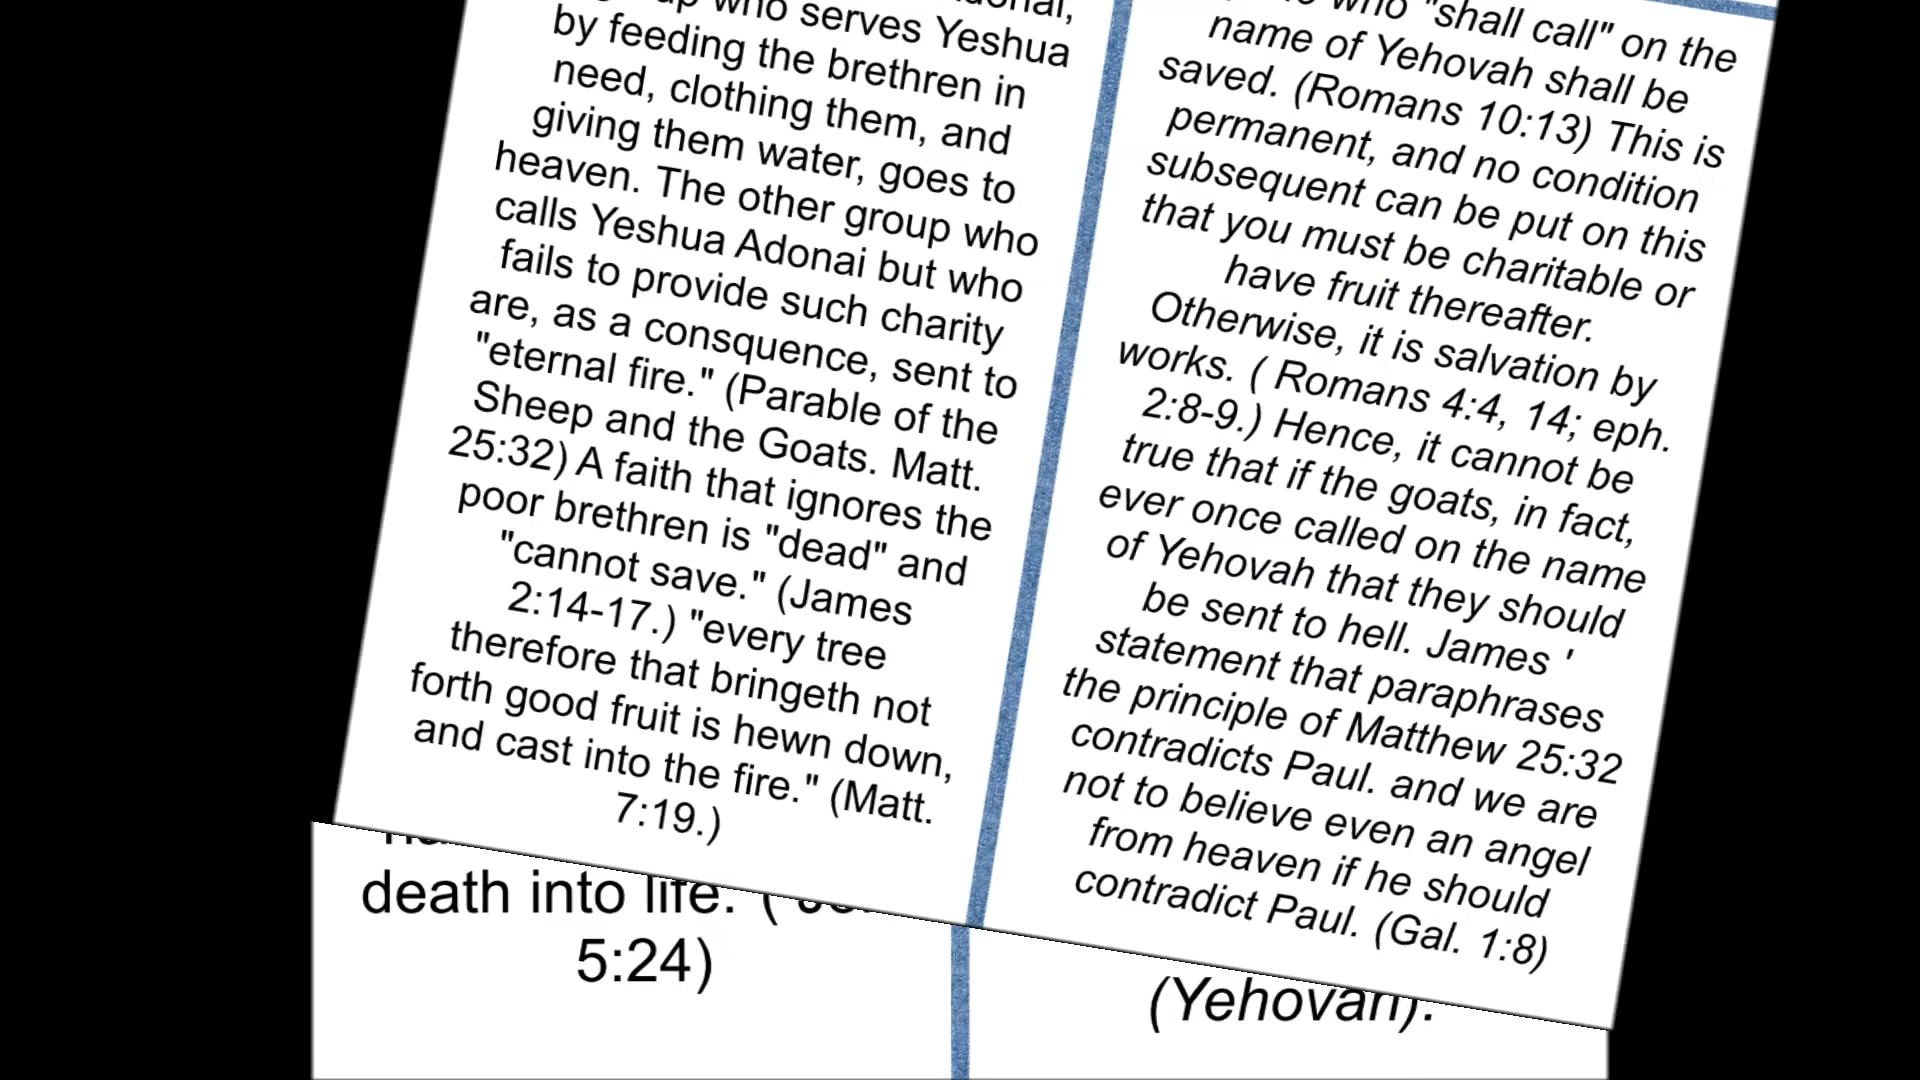 who serves Yeshua
by feeding the brethren in
need, clothing them, and
giving them water, goes to
heaven. The other group who
calls Yeshua Adonai but who
fails to provide such charity
are, as a consquence, sent to
"eternal fire." (Parable of the
Sheep and the Goats. Matt.
25:32) A faith that ignores the
poor brethren is "dead" and
"cannot save." (James
2:14-17.) "every tree
therefore that bringeth not
forth good fruit is hewn down,
and cast into the fire." (Matt.
7:19.)
who "shall call" on the
name of Yehovah shall be
saved. (Romans 10:13) This is
permanent, and no condition
subsequent can be put on this
that you must be charitable or
have fruit thereafter.
Otherwise, it is salvation by
works. ( Romans 4:4, 14; eph.
2:8-9.) Hence, it cannot be
true that if the goats, in fact,
ever once called on the name
of Yehovah that they should
be sent to hell. James '
statement that paraphrases
the principle of Matthew 25:32
contradicts Paul. and we are
not to believe even an angel
from heaven if he should
contradict Paul. (Gal. 1:8)
death into life. (
5:24)
(Yehovah).